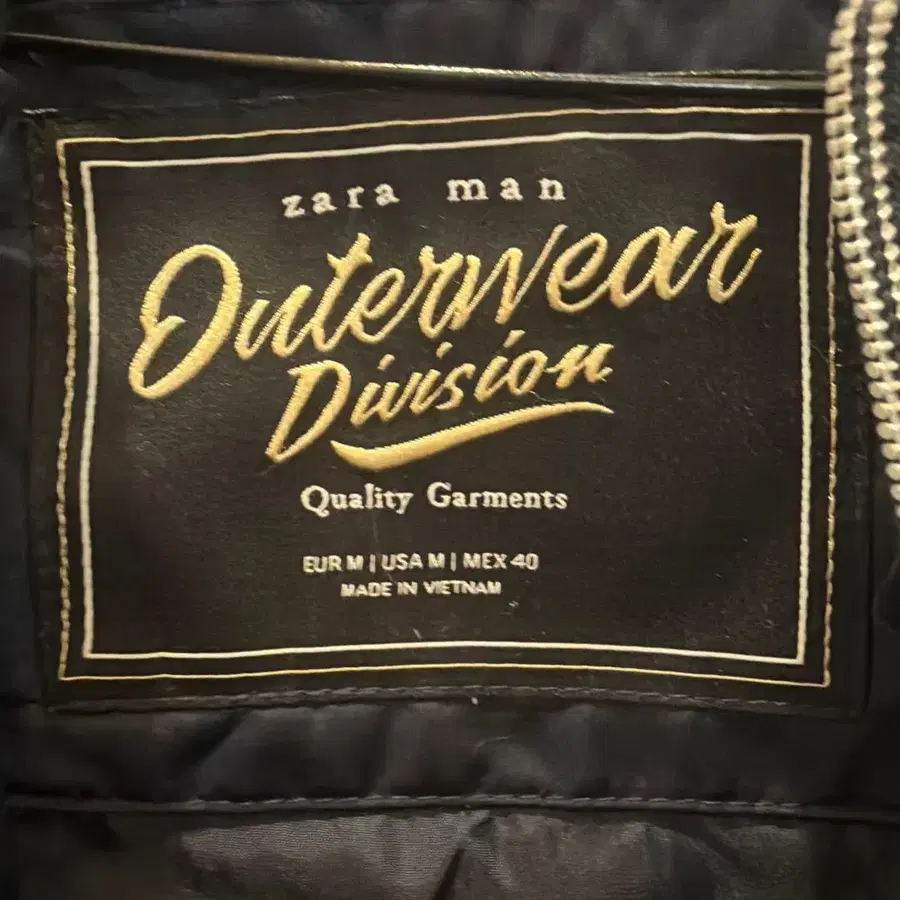 zara man
Outerwear
Division
Quality Garments
EUR M | USA M | MEX 40
MADE IN VIETNAM